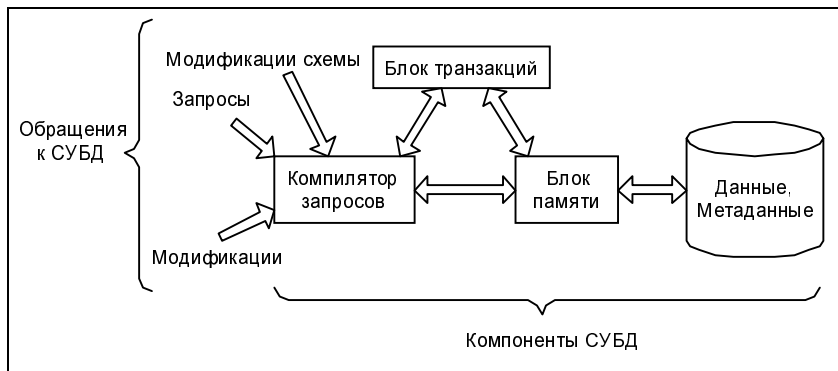 Модификации схемы
Блок транзакций
Запросы
Обращения
к СУБД
Компилятор
запросов
Блок
памяти
Данные,
Метаданные
Модификации
Компоненты СУБД